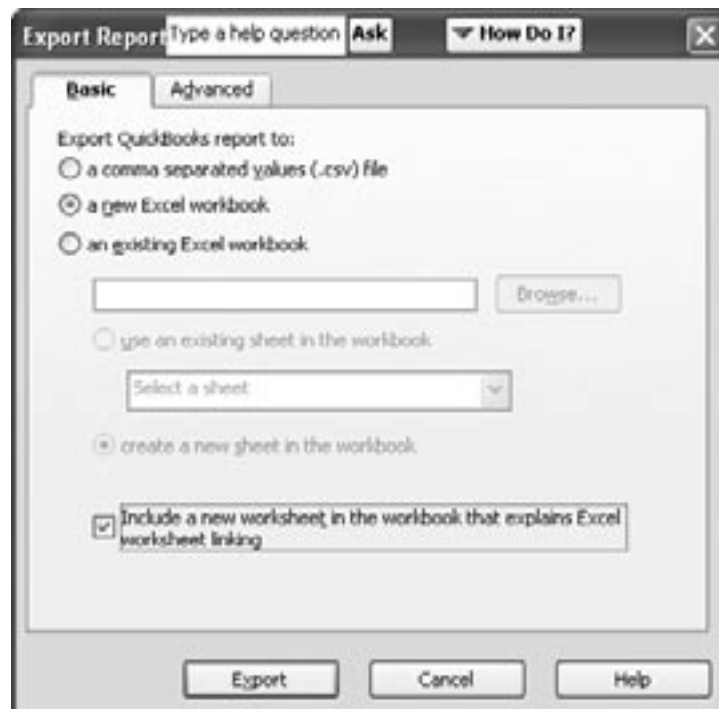 Export Report Type a help question Ask How Do I?
Basic Advanced
Export QuickBooks report to:
a comma separated values (.csv) file
a new Excel workbook
an existing Excel workbook
Browse...
use an existing sheet in the workbook
Select a sheet
create a new sheet in the workbook
Include a new worksheet in the workbook that explains Excel
worksheet linking
Export Cancel Help